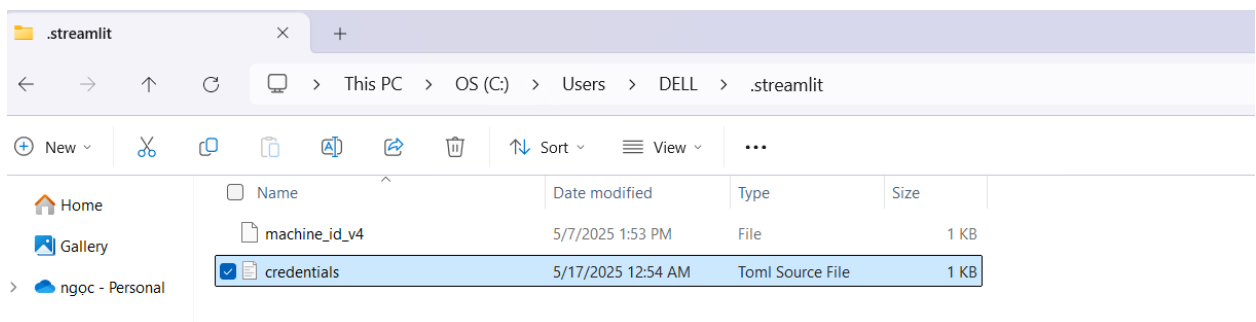 .streamlit
This PC > OS (C:) > Users > DELL > .streamlit
New Sort View
Name Date modified Type Size
Home
machine_id_v4 5/7/2025 1:53 PM File 1 KB
Gallery
credentials 5/17/2025 12:54 AM Toml Source File 1 KB
ngọc - Personal